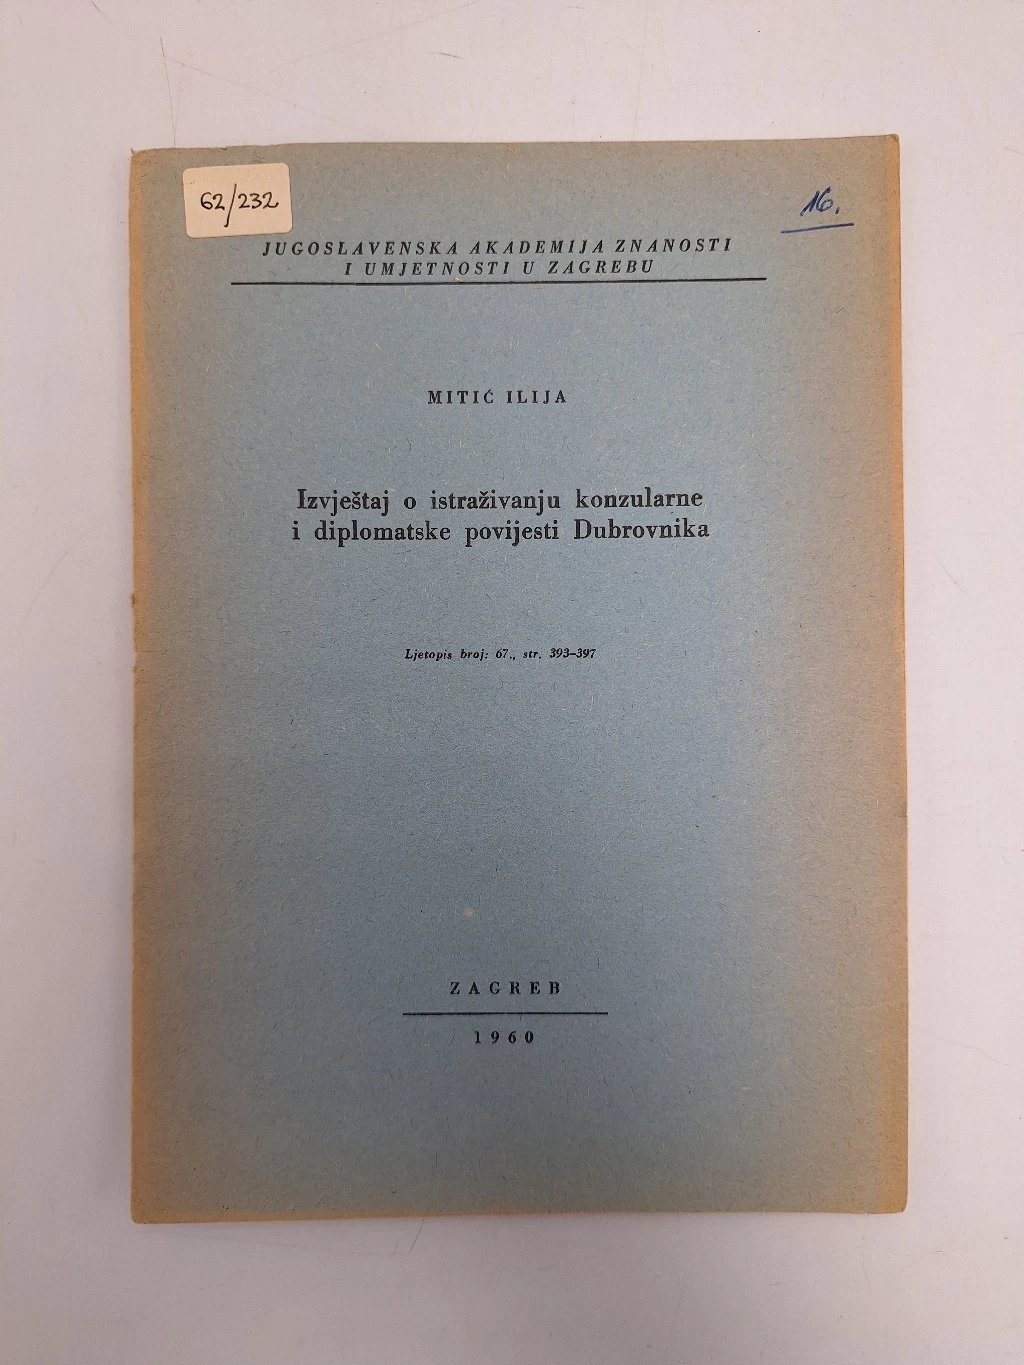 62/232
16.
JUGOSLAVENSKA AKADEMIJA ZNANOSTI
I UMJETNOSTI U ZAGREBU
MITIĆ ILIJA
Izvještaj o istraživanju konzularne
i diplomatske povijesti Dubrovnika
Ljetopis broj: 67., str. 393–397
ZAGREB
1960